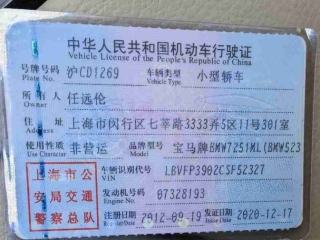 中华人民共和国机动车行驶证
Vehicle License of the People's Republic of China
号牌号码 沪CD1269 车辆类型 小型轿车
Plate No. Vehicle Type
所有人 任远伦
Owner
住址 上海市闵行区七莘路3333弄5区11号301室
Address
使用性质 非营运 品牌型号 宝马牌BMW7251ML(BMW523
Use Character
上海市公安局交通警察总队
车辆识别代号 LBVFP3902CSF52327
VIN
发动机号码 07328193
Engine No.
注册日期 2012-09-19 发证日期 2020-12-17